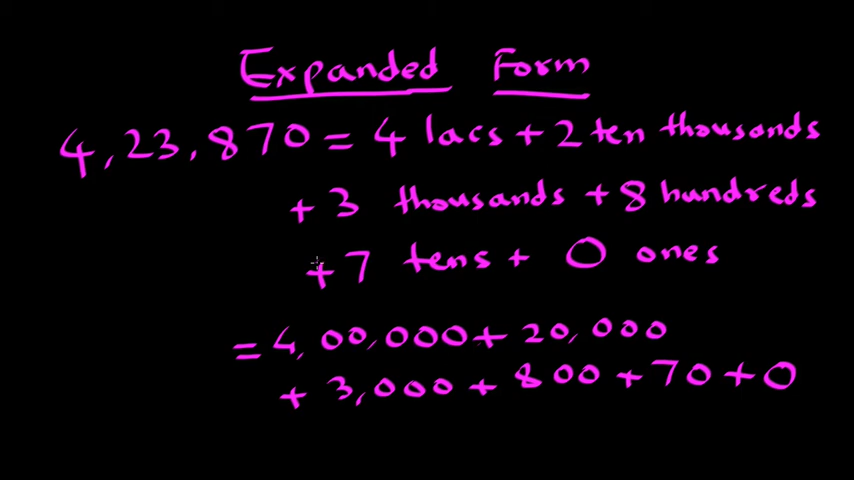 Expanded Form
4,23,870 = 4 lacs + 2 ten thousands
+ 3 thousands + 8 hundreds
+ 7 tens + 0 ones
= 4,00,000 + 20,000
+ 3,000 + 800 + 70 + 0